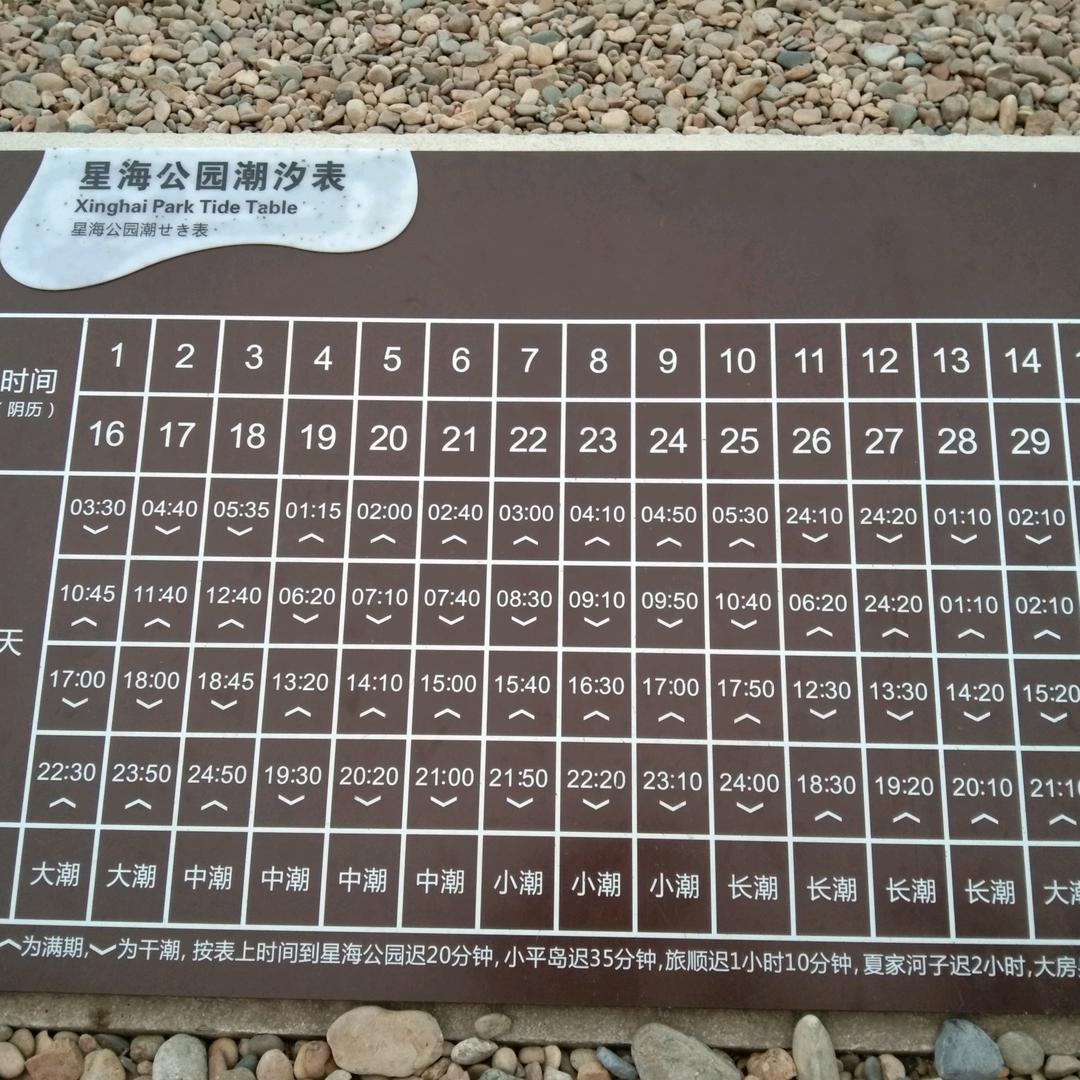 星海公园潮汐表
Xinghai Park Tide Table
星海公园潮せき表
1 2 3 4 5 6 7 8 9 10 11 12 13 14
时间
（阴历）
16 17 18 19 20 21 22 23 24 25 26 27 28 29
03:30 04:40 05:35 01:15 02:00 02:40 03:00 04:10 04:50 05:30 24:10 24:20 01:10 02:10
10:45 11:40 12:40 06:20 07:10 07:40 08:30 09:10 09:50 10:40 06:20 24:20 01:10 02:10
天
17:00 18:00 18:45 13:20 14:10 15:00 15:40 16:30 17:00 17:50 12:30 13:30 14:20 15:20
22:30 23:50 24:50 19:30 20:20 21:00 21:50 22:20 23:10 24:00 18:30 19:20 20:10 21:10
大潮 大潮 中潮 中潮 中潮 中潮 小潮 小潮 小潮 长潮 长潮 长潮 长潮 大潮
︿为满期,﹀为干潮, 按表上时间到星海公园迟20分钟, 小平岛迟35分钟, 旅顺迟1小时10分钟, 夏家河子迟2小时, 大房